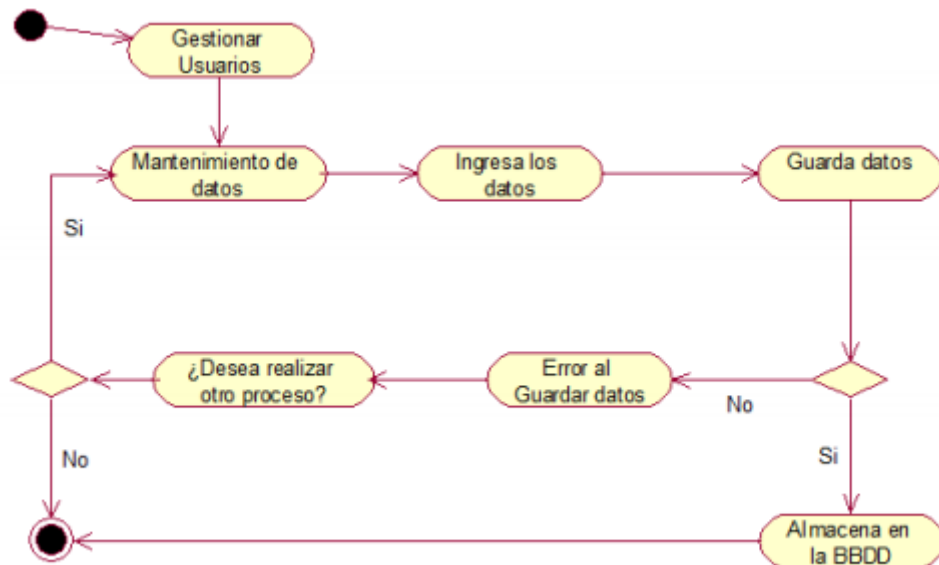 Gestionar
Usuarios
Mantenimiento de
datos
Ingresa los
datos
Guarda datos
Si
¿Desea realizar
otro proceso?
Error al
Guardar datos
No
No
Si
Almacena en
la BBDD